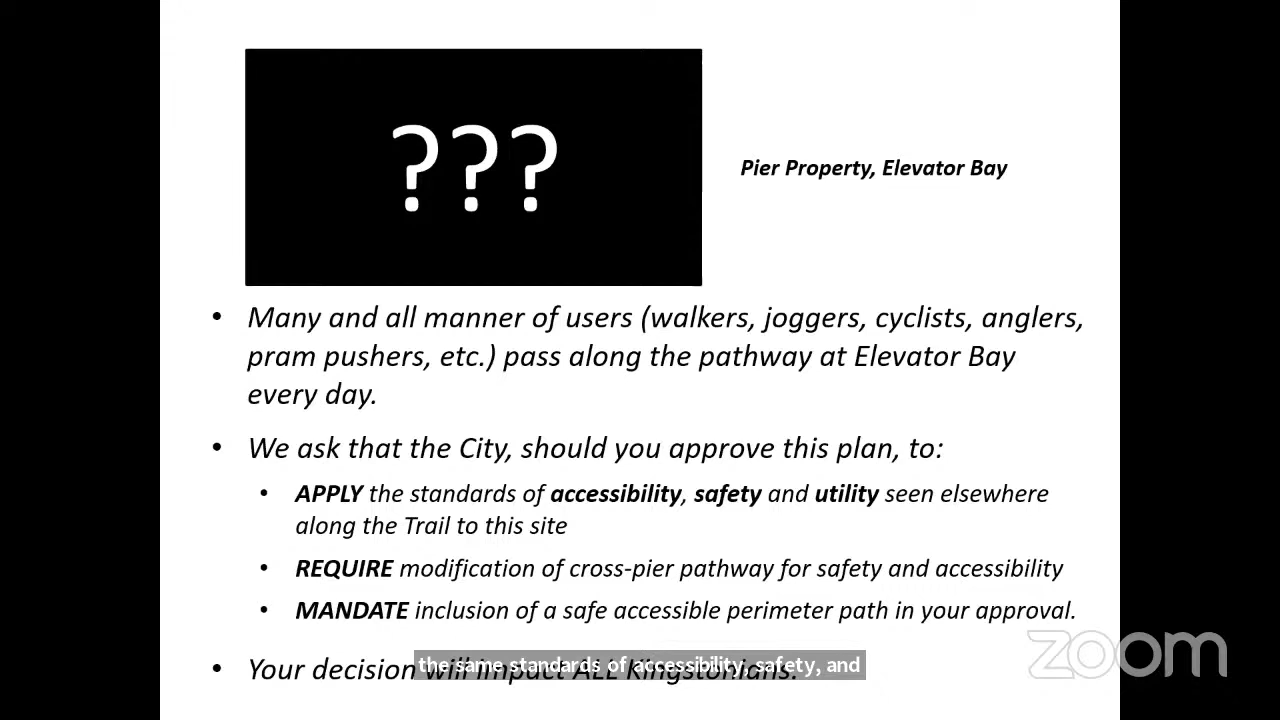 ???
Pier Property, Elevator Bay
• Many and all manner of users (walkers, joggers, cyclists, anglers,
pram pushers, etc.) pass along the pathway at Elevator Bay
every day.
• We ask that the City, should you approve this plan, to:
• APPLY the standards of accessibility, safety and utility seen elsewhere
along the Trail to this site
• REQUIRE modification of cross-pier pathway for safety and accessibility
• MANDATE inclusion of a safe accessible perimeter path in your approval.
• Your decision will impact ALL Kingstonians.
the same standards of accessibility, safety, and
zoom